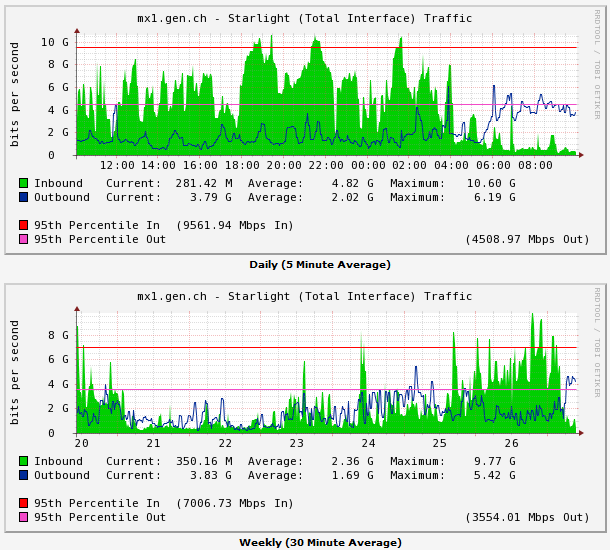 mx1.gen.ch - Starlight (Total Interface) Traffic
RRDTOOL / TOBI OETIKER
bits per second
10 G
8 G
6 G
4 G
2 G
0
12:00 14:00 16:00 18:00 20:00 22:00 00:00 02:00 04:00 06:00 08:00
Inbound Current: 281.42 M Average: 4.82 G Maximum: 10.60 G
Outbound Current: 3.79 G Average: 2.02 G Maximum: 6.19 G
95th Percentile In (9561.94 Mbps In)
95th Percentile Out (4508.97 Mbps Out)
Daily (5 Minute Average)
mx1.gen.ch - Starlight (Total Interface) Traffic
RRDTOOL / TOBI OETIKER
bits per second
8 G
6 G
4 G
2 G
0
20 21 22 23 24 25 26
Inbound Current: 350.16 M Average: 2.36 G Maximum: 9.77 G
Outbound Current: 3.83 G Average: 1.69 G Maximum: 5.42 G
95th Percentile In (7006.73 Mbps In)
95th Percentile Out (3554.01 Mbps Out)
Weekly (30 Minute Average)